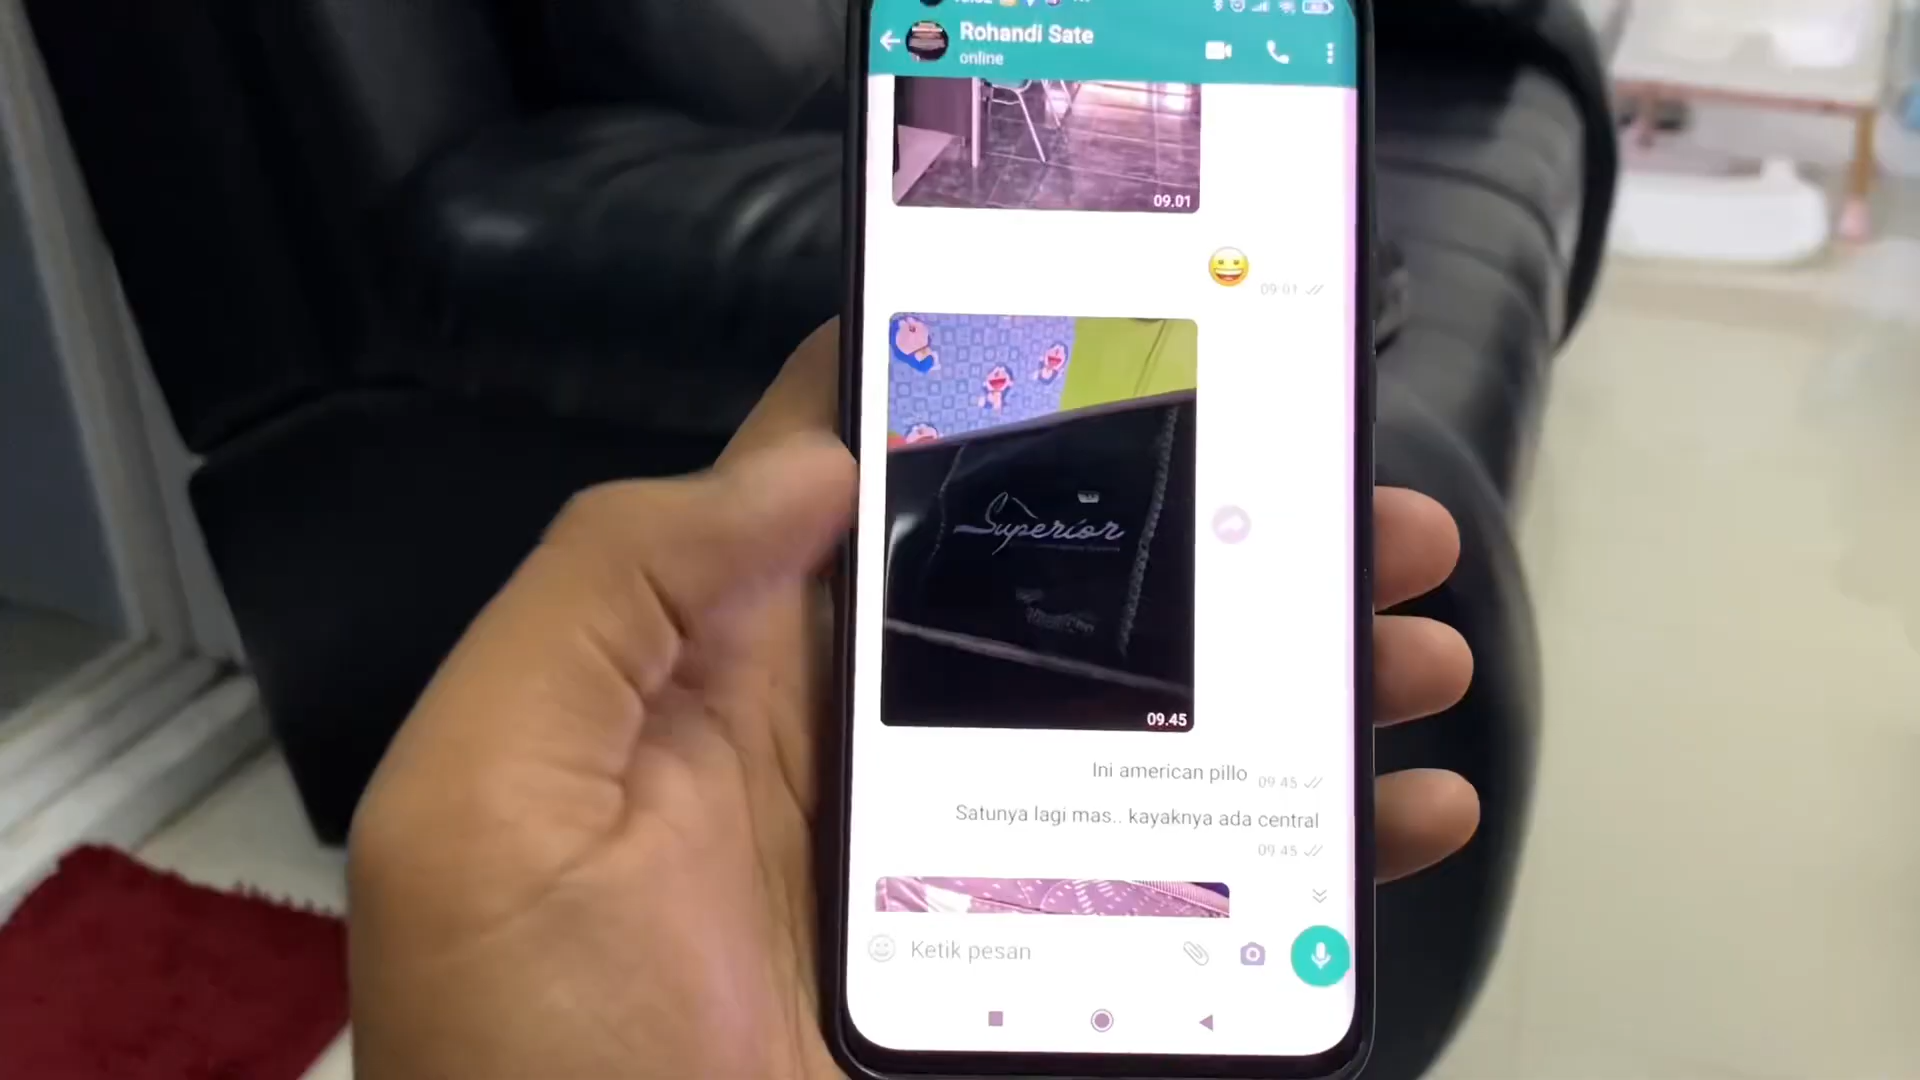 Rohandi Sate
online
09.01
09 01
Superior
09.45
Ini american pillo
09 45
Satunya lagi mas.. kayaknya ada central
09 45
Ketik pesan